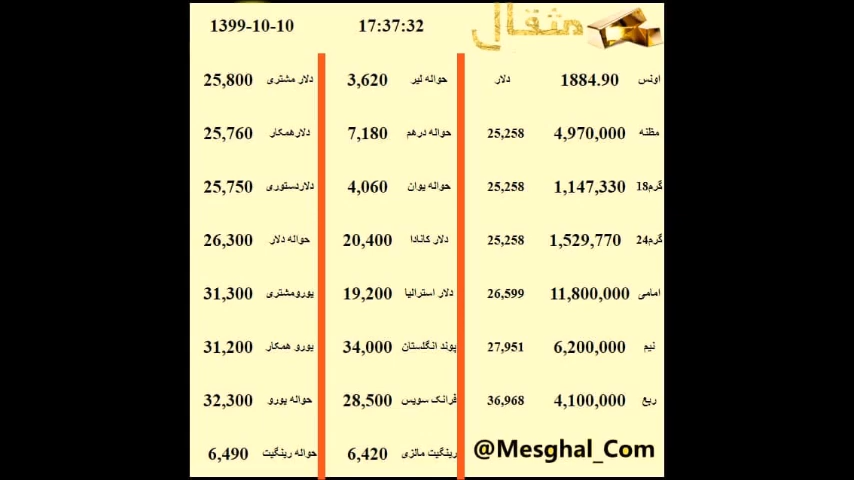 مثقال 17:37:32 1399-10-10
اونس 1884.90 دلار حواله لیر 3,620 دلار مشتری 25,800
مظنه 4,970,000 25,258 حواله درهم 7,180 دلارهمکار 25,760
گرم18 1,147,330 25,258 حواله یوان 4,060 دلاردستوری 25,750
گرم24 1,529,770 25,258 دلار کانادا 20,400 حواله دلار 26,300
امامی 11,800,000 26,599 دلار استرالیا 19,200 یورومشتری 31,300
نیم 6,200,000 27,951 پوند انگلستان 34,000 یورو همکار 31,200
ربع 4,100,000 36,968 فرانک سویس 28,500 حواله یورو 32,300
@Mesghal_Com رینگیت مالزی 6,420 حواله رینگیت 6,490